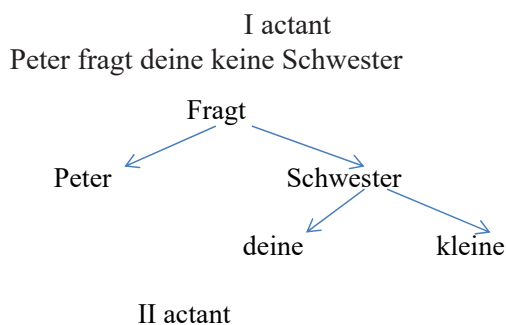 I actant
Peter fragt deine keine Schwester
Fragt
Peter Schwester
deine kleine
II actant